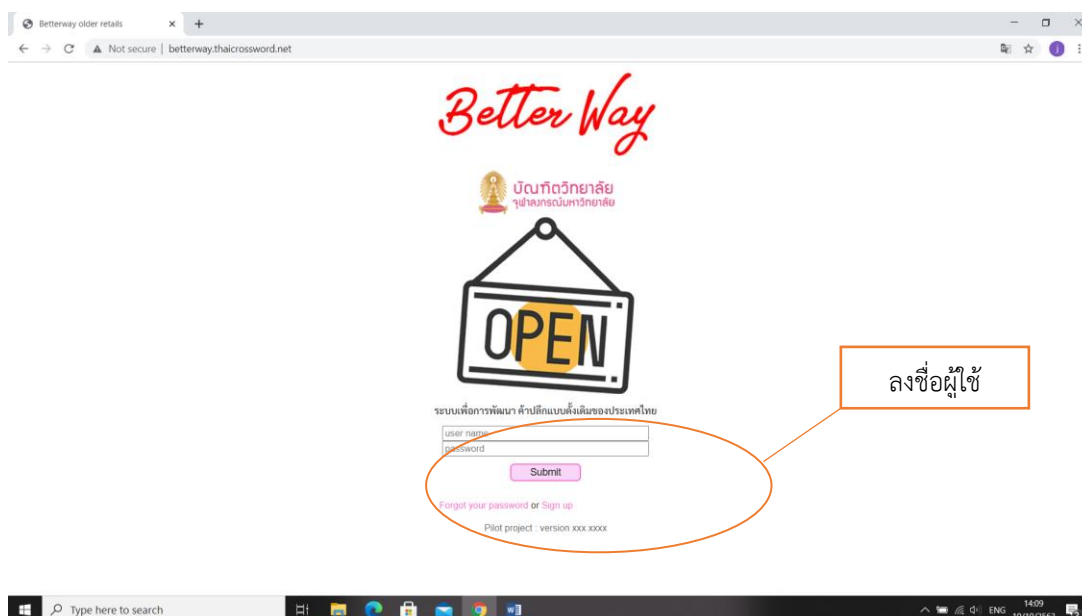 Betterway older retails
Not secure | betterway.thaicrossword.net
Better Way
บัณฑิตวิทยาลัย
จุฬาลงกรณ์มหาวิทยาลัย
OPEN
ลงชื่อผู้ใช้
ระบบเพื่อการพัฒนา ค้าปลีกแบบดั้งเดิมของประเทศไทย
user name
password
Submit
Forgot your password or Sign up
Pilot project : version xxx xxxx
Type here to search
ENG
14:09
10/10/2563